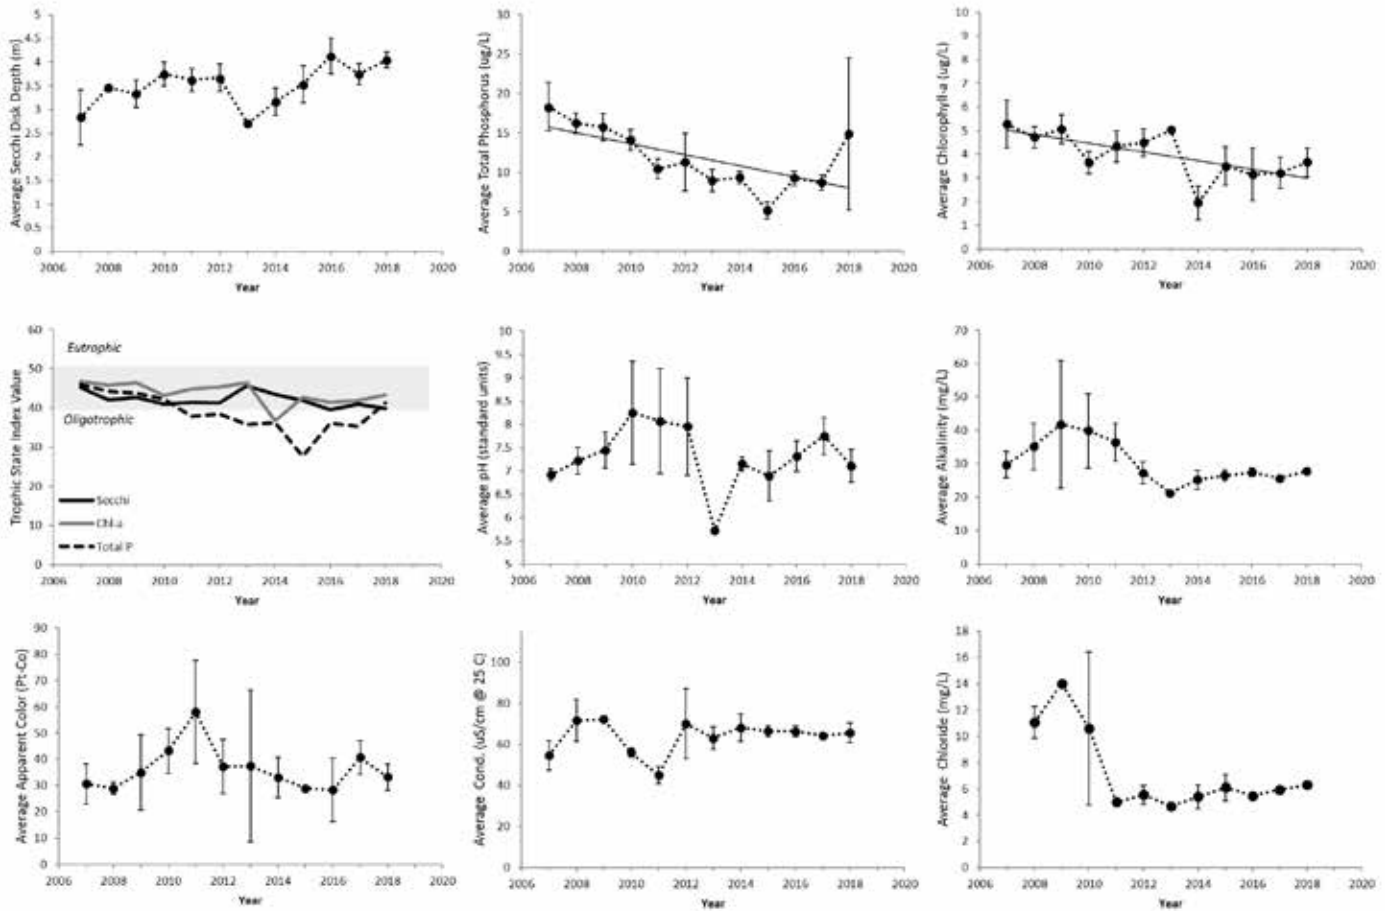 Average Secchi Disk Depth (m)
5
4.5
4
3.5
3
2.5
2
1.5
1
0.5
0
2006 2008 2010 2012 2014 2016 2018 2020
Year
Average Total Phosphorus (ug/L)
30
25
20
15
10
5
0
2006 2008 2010 2012 2014 2016 2018 2020
Year
Average Chlorophyll-a (ug/L)
10
9
8
7
6
5
4
3
2
1
0
2006 2008 2010 2012 2014 2016 2018 2020
Year
Trophic State Index Value
60
50
40
30
20
10
0
Eutrophic
Oligotrophic
Secchi
Chl-a
Total P
2006 2008 2010 2012 2014 2016 2018 2020
Year
Average pH (standard units)
10
9.5
9
8.5
8
7.5
7
6.5
6
5.5
5
2006 2008 2010 2012 2014 2016 2018 2020
Year
Average Alkalinity (mg/L)
70
60
50
40
30
20
10
0
2006 2008 2010 2012 2014 2016 2018 2020
Year
Average Apparent Color (Pt-Co)
90
80
70
60
50
40
30
20
10
0
2006 2008 2010 2012 2014 2016 2018 2020
Year
Average Cond. (uS/cm @ 25 C)
100
80
60
40
20
0
2006 2008 2010 2012 2014 2016 2018 2020
Year
Average Chloride (mg/L)
18
16
14
12
10
8
6
4
2
0
2006 2008 2010 2012 2014 2016 2018 2020
Year